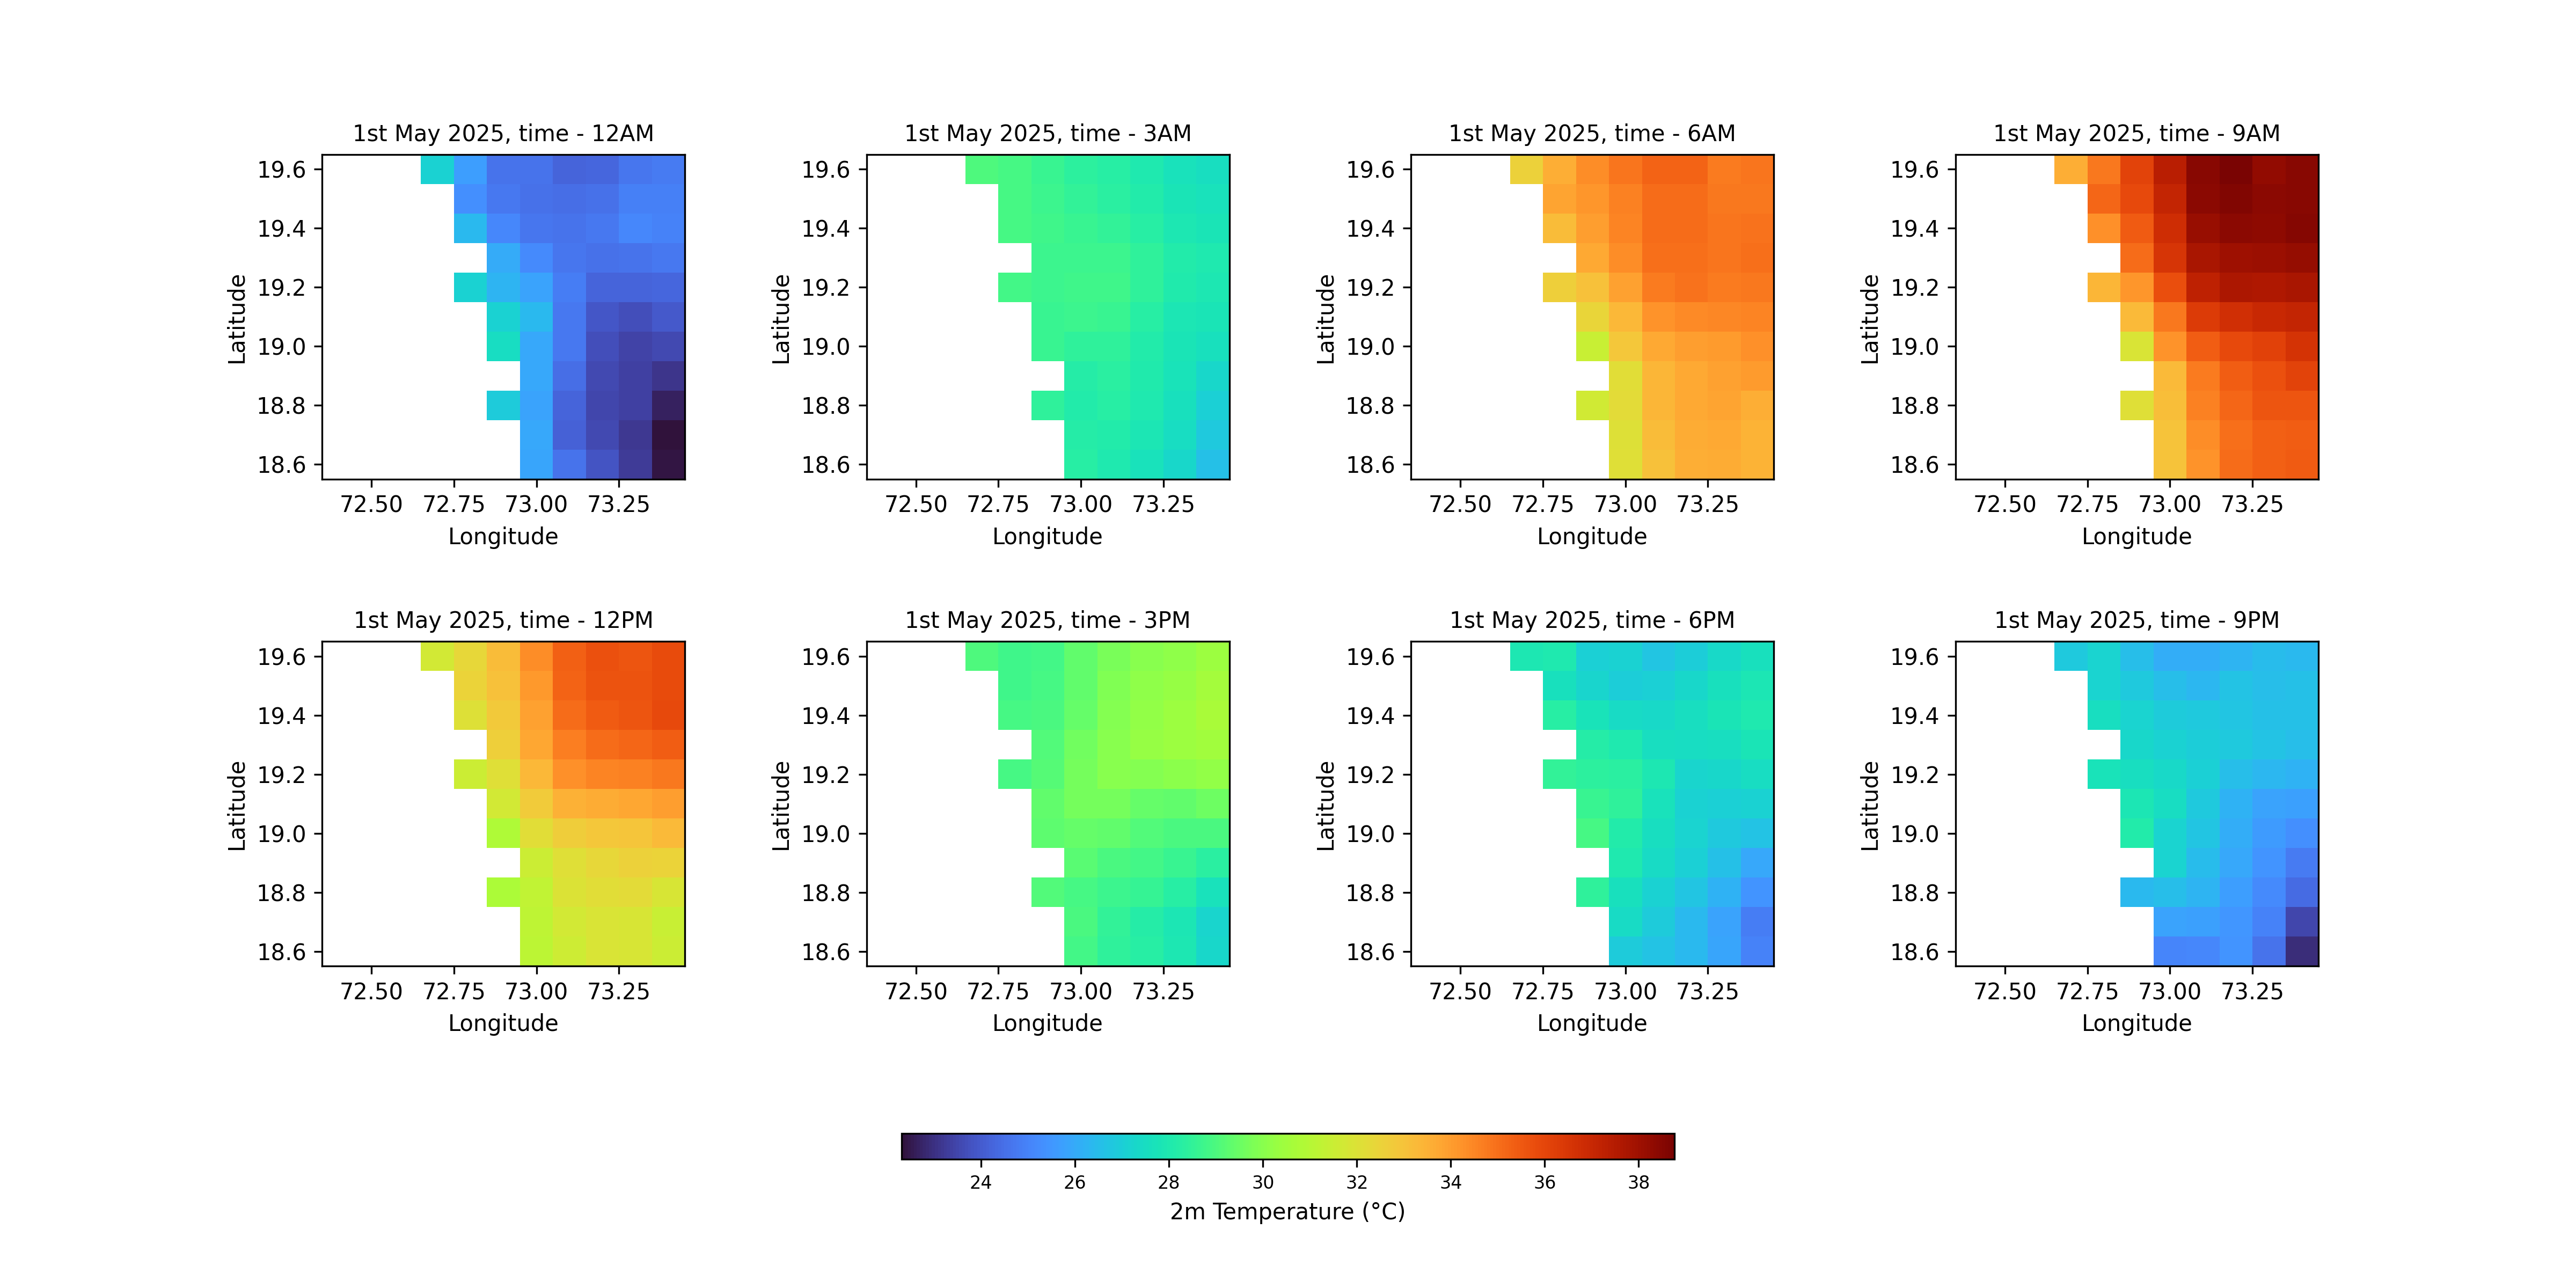 1st May 2025, time - 12AM
1st May 2025, time - 3AM
1st May 2025, time - 6AM
1st May 2025, time - 9AM
Latitude
19.6
19.4
19.2
19.0
18.8
18.6
72.50 72.75 73.00 73.25
Longitude
Latitude
19.6
19.4
19.2
19.0
18.8
18.6
72.50 72.75 73.00 73.25
Longitude
Latitude
19.6
19.4
19.2
19.0
18.8
18.6
72.50 72.75 73.00 73.25
Longitude
Latitude
19.6
19.4
19.2
19.0
18.8
18.6
72.50 72.75 73.00 73.25
Longitude
1st May 2025, time - 12PM
1st May 2025, time - 3PM
1st May 2025, time - 6PM
1st May 2025, time - 9PM
Latitude
19.6
19.4
19.2
19.0
18.8
18.6
72.50 72.75 73.00 73.25
Longitude
Latitude
19.6
19.4
19.2
19.0
18.8
18.6
72.50 72.75 73.00 73.25
Longitude
Latitude
19.6
19.4
19.2
19.0
18.8
18.6
72.50 72.75 73.00 73.25
Longitude
Latitude
19.6
19.4
19.2
19.0
18.8
18.6
72.50 72.75 73.00 73.25
Longitude
24 26 28 30 32 34 36 38
2m Temperature (°C)